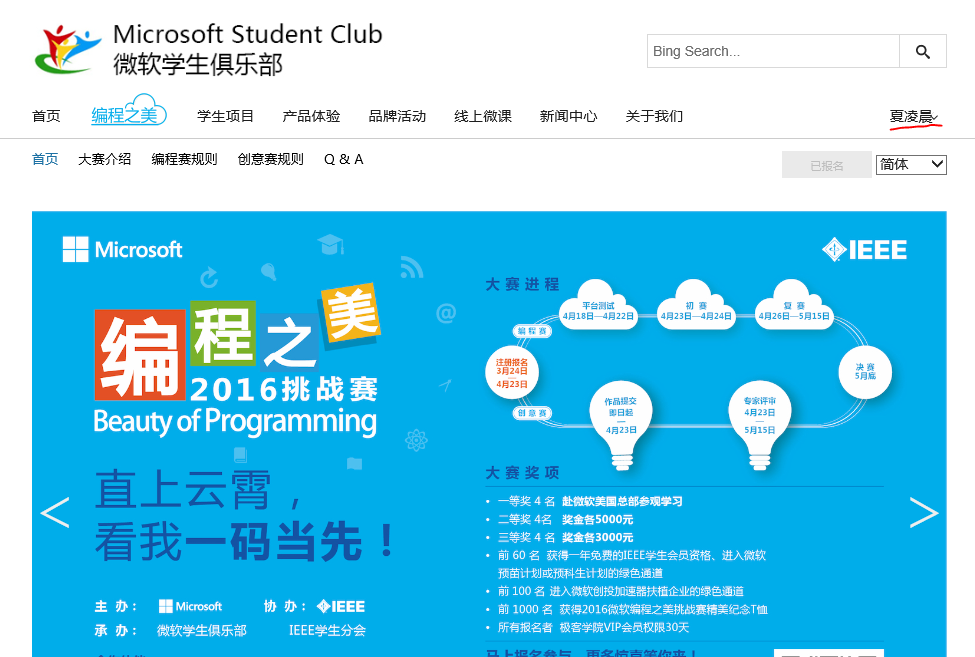 Microsoft Student Club
微软学生俱乐部
Bing Search...
首页 编程之美 学生项目 产品体验 品牌活动 线上微课 新闻中心 关于我们 夏凌晨
首页 大赛介绍 编程赛规则 创意赛规则 Q & A
已报名 简体
Microsoft
IEEE
编程之美
2016挑战赛
Beauty of Programming
直上云霄，
看我一码当先！
主 办： Microsoft 协 办： IEEE
承 办： 微软学生俱乐部 IEEE学生分会
大赛进程
平台测试
4月18日—4月22日
初 赛
4月23日—4月24日
复 赛
4月26日—5月15日
编程赛
注册报名
3月24日
—
4月23日
决 赛
5月底
创意赛
作品提交
即日起
—
4月23日
专家评审
4月23日
—
5月15日
大赛奖项
• 一等奖 4 名 赴微软美国总部参观学习
• 二等奖 4名 奖金各5000元
• 三等奖 4 名 奖金各3000元
• 前 60 名 获得一年免费的IEEE学生会员资格、进入微软
预苗计划或预科生计划的绿色通道
• 前 100 名 进入微软创投加速器扶植企业的绿色通道
• 前 1000 名 获得2016微软编程之美挑战赛精美纪念T恤
• 所有报名者 极客学院VIP会员权限30天
马上报名参与，更多惊喜等你来！